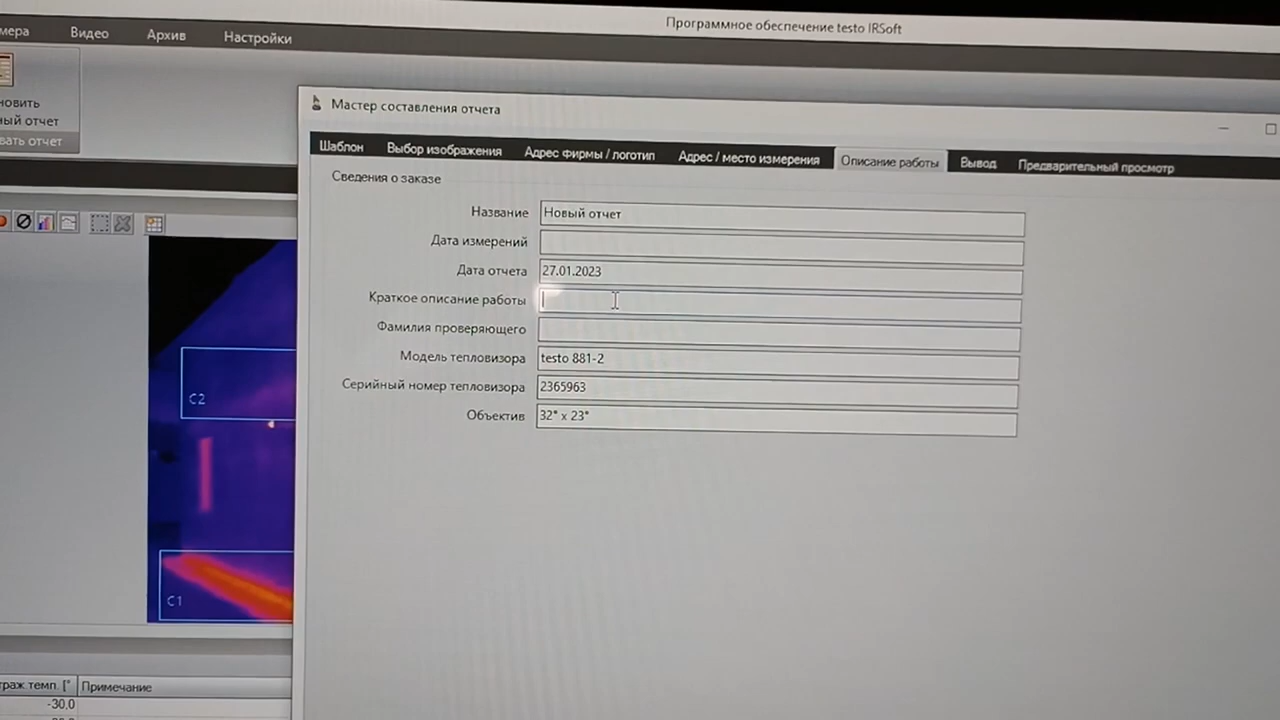 Программное обеспечение testo IRSoft
мера Видео Архив Настройки
новить
ный отчет
вать отчет
Мастер составления отчета
Шаблон Выбор изображения Адрес фирмы / логотип Адрес / место измерения Описание работы Вывод Предварительный просмотр
Сведения о заказе
Название Новый отчет
Дата измерений
Дата отчета 27.01.2023
Краткое описание работы
Фамилия проверяющего
Модель тепловизора testo 881-2
Серийный номер тепловизора 2365963
Объектив 32° x 23°
C2
C1
траж темп. [° Примечание
-30,0